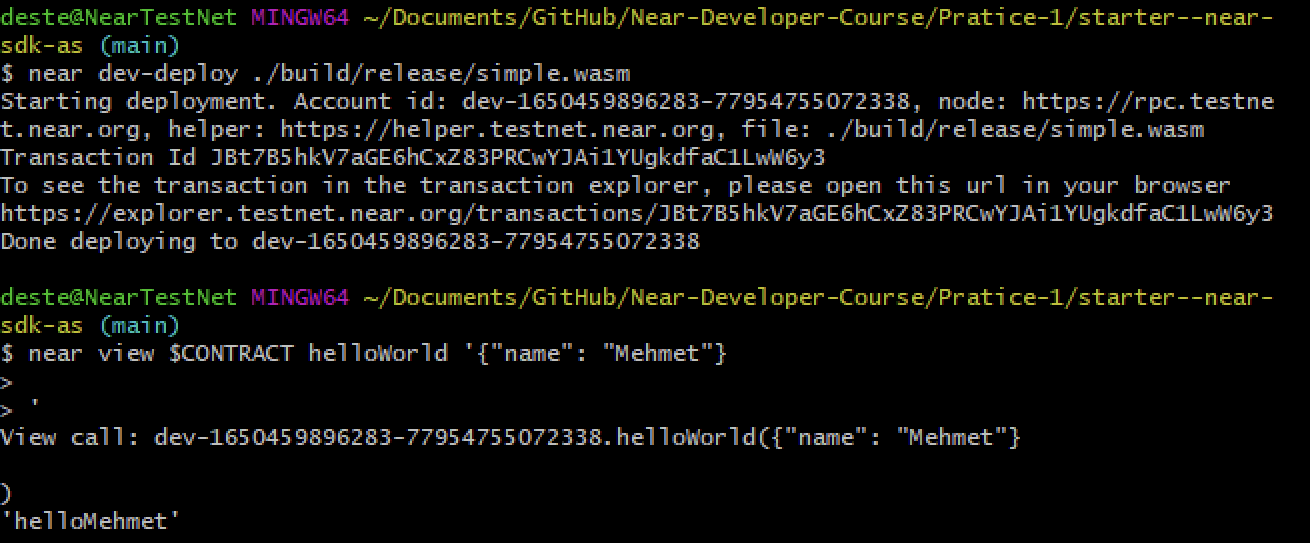 deste@NearTestNet MINGW64 ~/Documents/GitHub/Near-Developer-Course/Pratice-1/starter--near-
sdk-as (main)
$ near dev-deploy ./build/release/simple.wasm
Starting deployment. Account id: dev-1650459896283-77954755072338, node: https://rpc.testne
t.near.org, helper: https://helper.testnet.near.org, file: ./build/release/simple.wasm
Transaction Id JBt7B5hkV7aGE6hCxZ83PRCwYJAi1YUgkdfaC1LwW6y3
To see the transaction in the transaction explorer, please open this url in your browser
https://explorer.testnet.near.org/transactions/JBt7B5hkV7aGE6hCxZ83PRCwYJAi1YUgkdfaC1LwW6y3
Done deploying to dev-1650459896283-77954755072338
deste@NearTestNet MINGW64 ~/Documents/GitHub/Near-Developer-Course/Pratice-1/starter--near-
sdk-as (main)
$ near view $CONTRACT helloWorld '{"name": "Mehmet"}
>
> '
View call: dev-1650459896283-77954755072338.helloWorld({"name": "Mehmet"}
)
'helloMehmet'